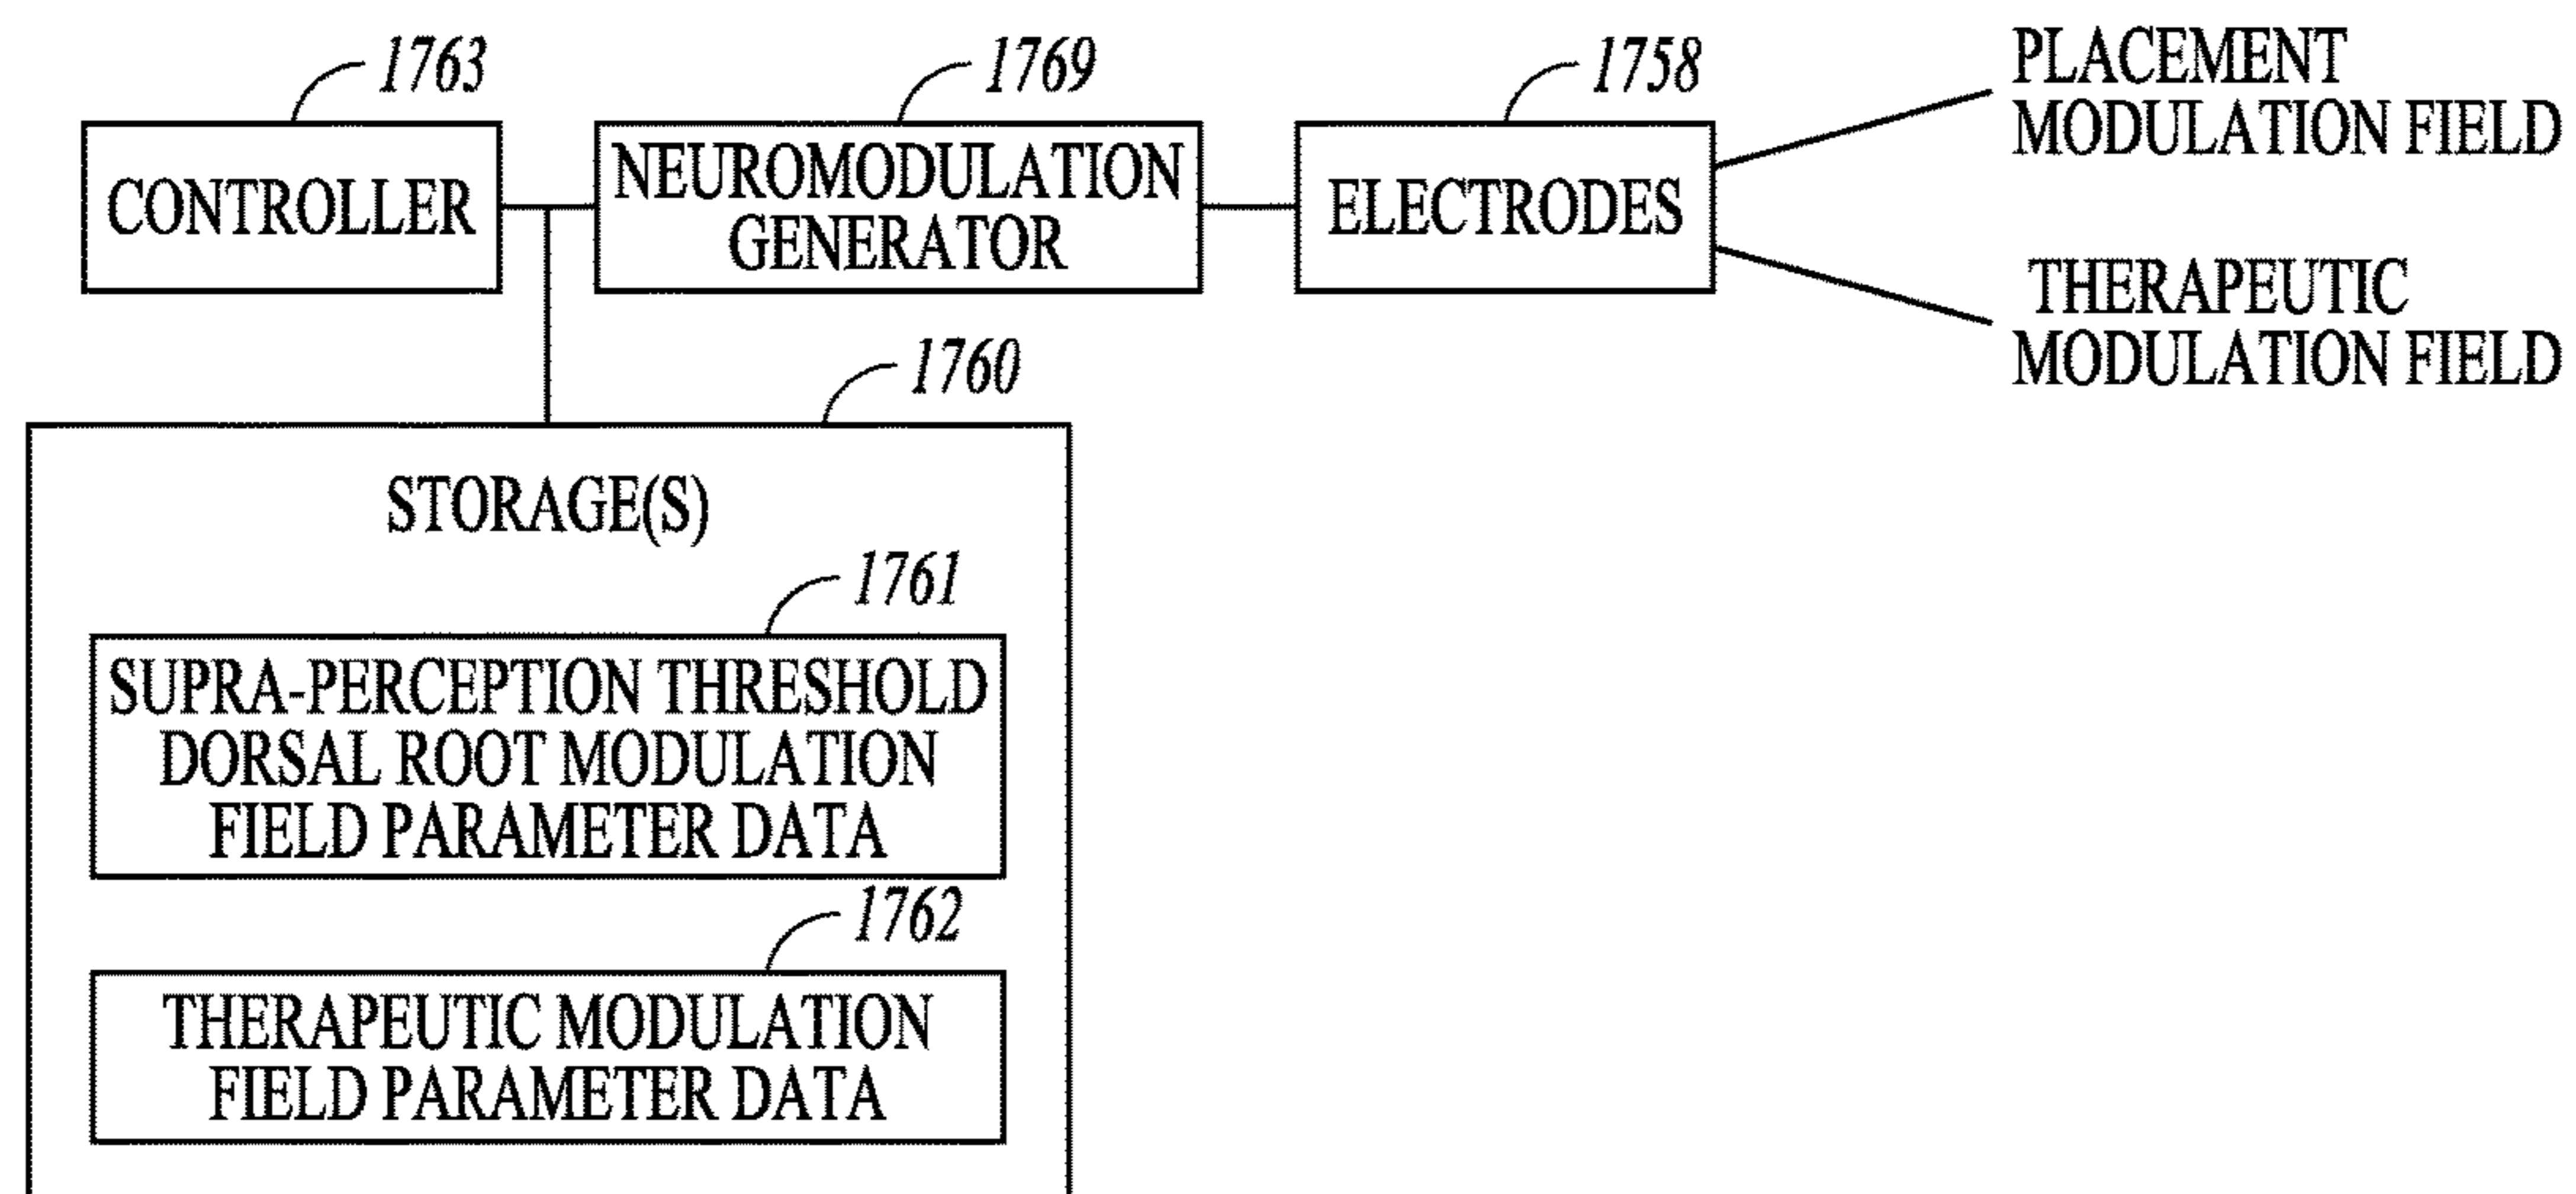 1763
1769
1758
PLACEMENT
MODULATION FIELD
CONTROLLER
NEUROMODULATION
GENERATOR
ELECTRODES
THERAPEUTIC
MODULATION FIELD
1760
STORAGE(S)
1761
SUPRA-PERCEPTION THRESHOLD
DORSAL ROOT MODULATION
FIELD PARAMETER DATA
1762
THERAPEUTIC MODULATION
FIELD PARAMETER DATA